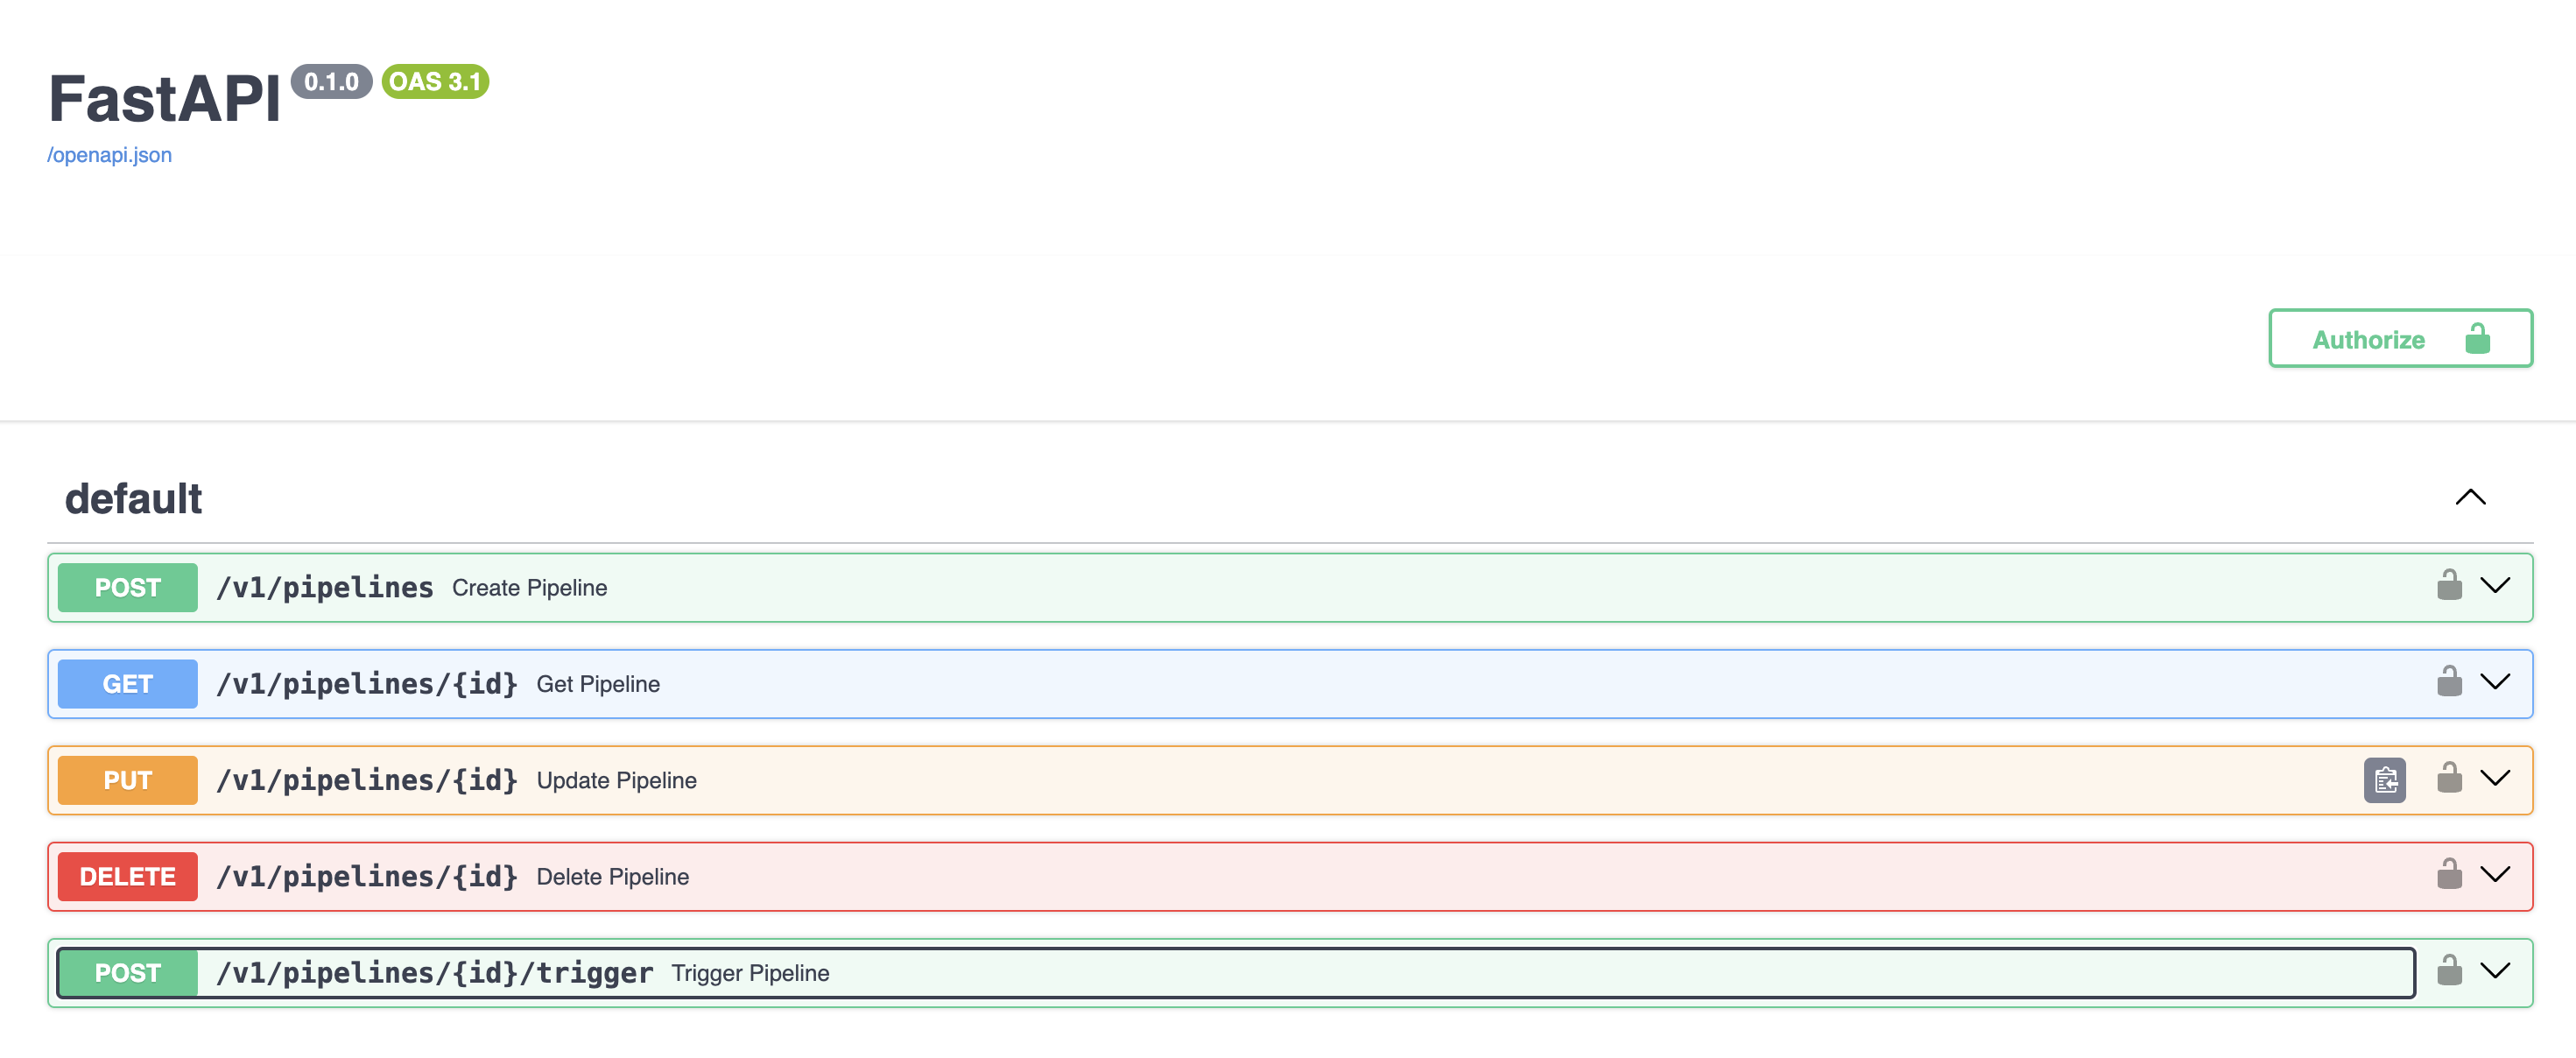 FastAPI 0.1.0 OAS 3.1
/openapi.json
Authorize
default
POST /v1/pipelines Create Pipeline
GET /v1/pipelines/{id} Get Pipeline
PUT /v1/pipelines/{id} Update Pipeline
DELETE /v1/pipelines/{id} Delete Pipeline
POST /v1/pipelines/{id}/trigger Trigger Pipeline